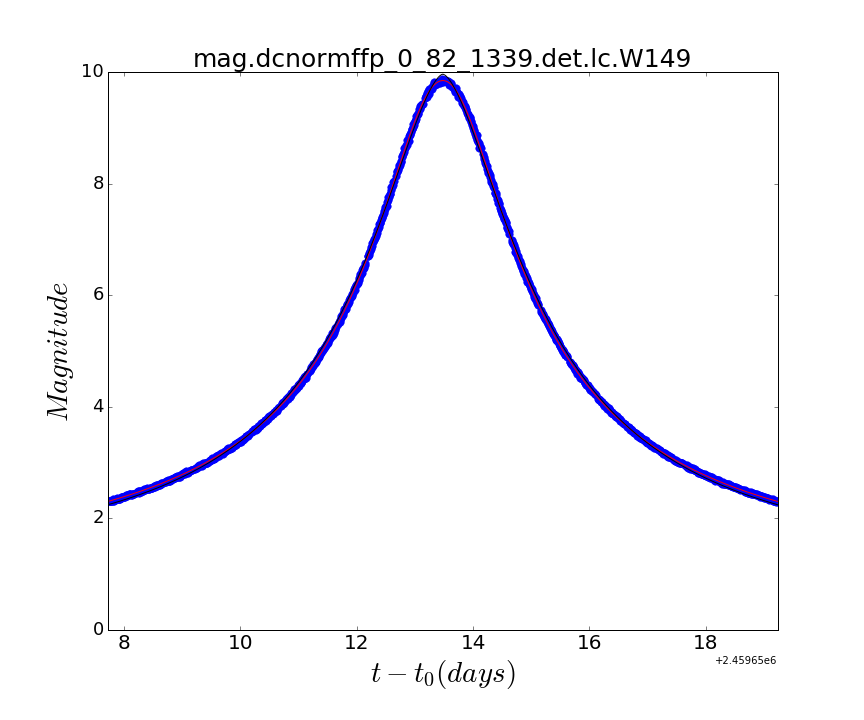 mag.dcnormffp_0_82_1339.det.lc.W149
10
8
6
4
2
0
Magnitude
8 10 12 14 16 18
+2.45965e6
t − t₀(days)